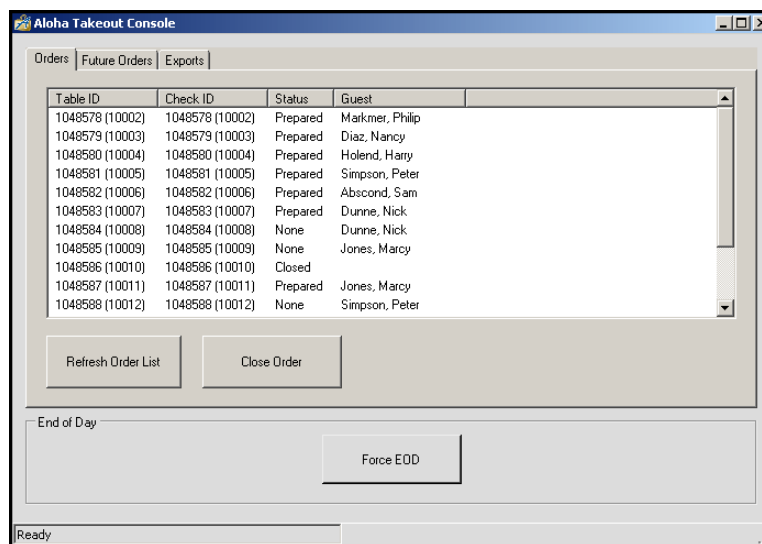 Aloha Takeout Console
Orders Future Orders Exports
Table ID Check ID Status Guest
1048578 (10002) 1048578 (10002) Prepared Markmer, Philip
1048579 (10003) 1048579 (10003) Prepared Diaz, Nancy
1048580 (10004) 1048580 (10004) Prepared Holend, Harry
1048581 (10005) 1048581 (10005) Prepared Simpson, Peter
1048582 (10006) 1048582 (10006) Prepared Abscond, Sam
1048583 (10007) 1048583 (10007) Prepared Dunne, Nick
1048584 (10008) 1048584 (10008) None Dunne, Nick
1048585 (10009) 1048585 (10009) None Jones, Marcy
1048586 (10010) 1048586 (10010) Closed
1048587 (10011) 1048587 (10011) Prepared Jones, Marcy
1048588 (10012) 1048588 (10012) None Simpson, Peter
Refresh Order List Close Order
End of Day
Force EOD
Ready